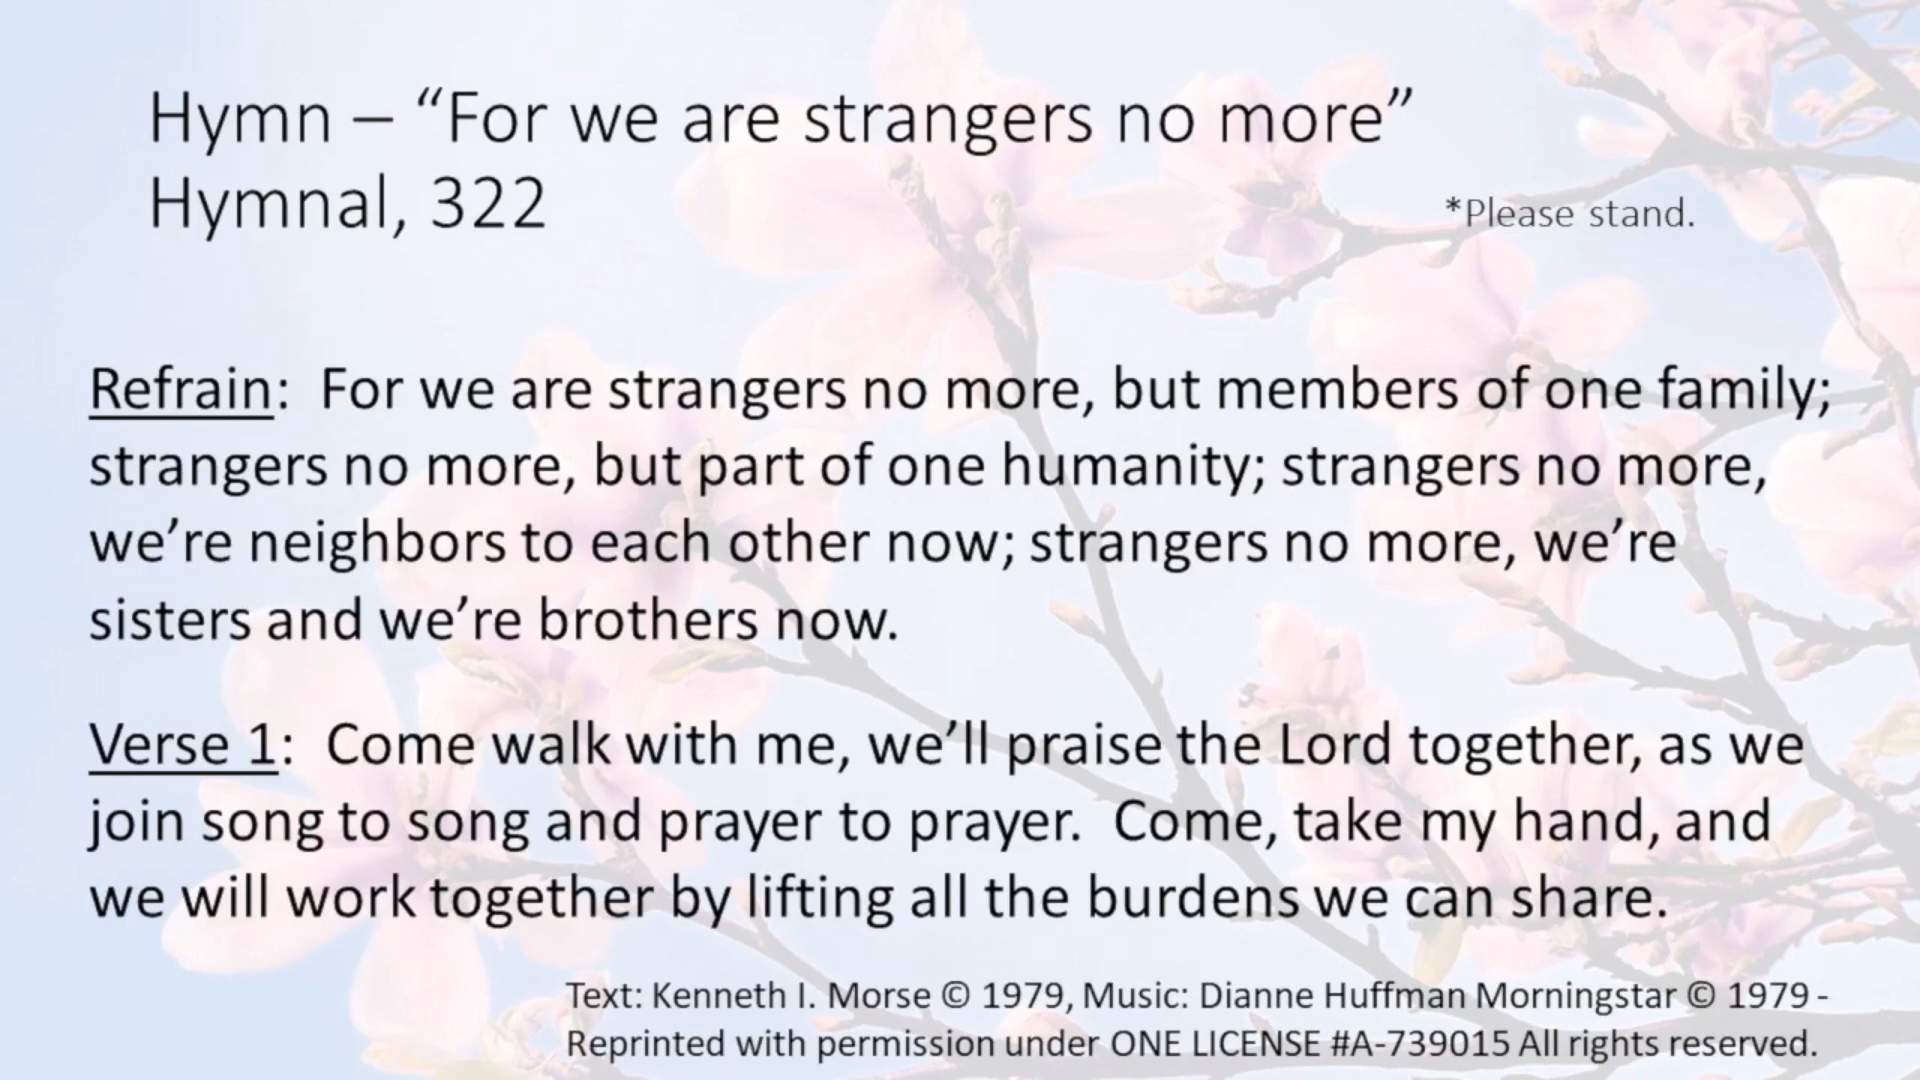 Hymn – “For we are strangers no more”
Hymnal, 322
*Please stand.
Refrain:  For we are strangers no more, but members of one family;
strangers no more, but part of one humanity; strangers no more,
we’re neighbors to each other now; strangers no more, we’re
sisters and we’re brothers now.
Verse 1:  Come walk with me, we’ll praise the Lord together, as we
join song to song and prayer to prayer.  Come, take my hand, and
we will work together by lifting all the burdens we can share.
Text: Kenneth I. Morse © 1979, Music: Dianne Huffman Morningstar © 1979 -
Reprinted with permission under ONE LICENSE #A-739015 All rights reserved.